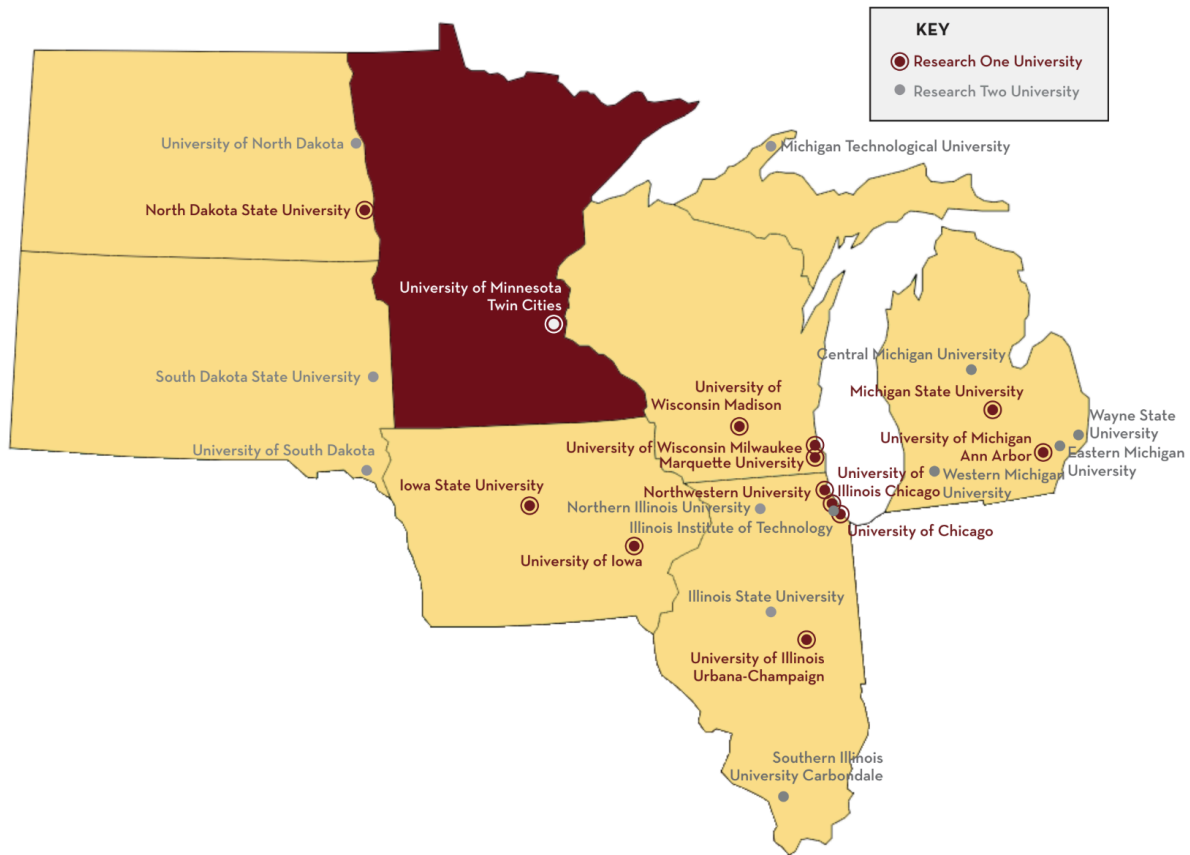 KEY
Research One University
Research Two University
University of North Dakota
Michigan Technological University
North Dakota State University
University of Minnesota
Twin Cities
Central Michigan University
South Dakota State University
University of
Wisconsin Madison
Michigan State University
Wayne State
University
University of Michigan
Ann Arbor
Eastern Michigan
University
University of South Dakota
University of Wisconsin Milwaukee
Marquette University
Western Michigan
University
Iowa State University
Northwestern University
University of
Illinois Chicago
Northern Illinois University
Illinois Institute of Technology
University of Chicago
University of Iowa
Illinois State University
University of Illinois
Urbana-Champaign
Southern Illinois
University Carbondale